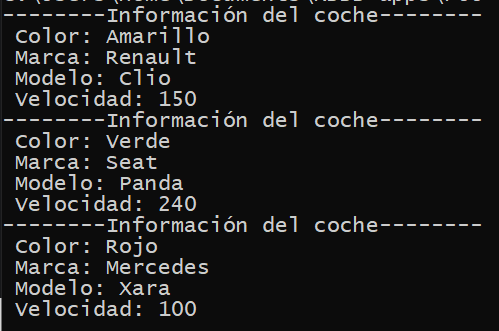 --------Información del coche--------
Color: Amarillo
Marca: Renault
Modelo: Clio
Velocidad: 150
--------Información del coche--------
Color: Verde
Marca: Seat
Modelo: Panda
Velocidad: 240
--------Información del coche--------
Color: Rojo
Marca: Mercedes
Modelo: Xara
Velocidad: 100